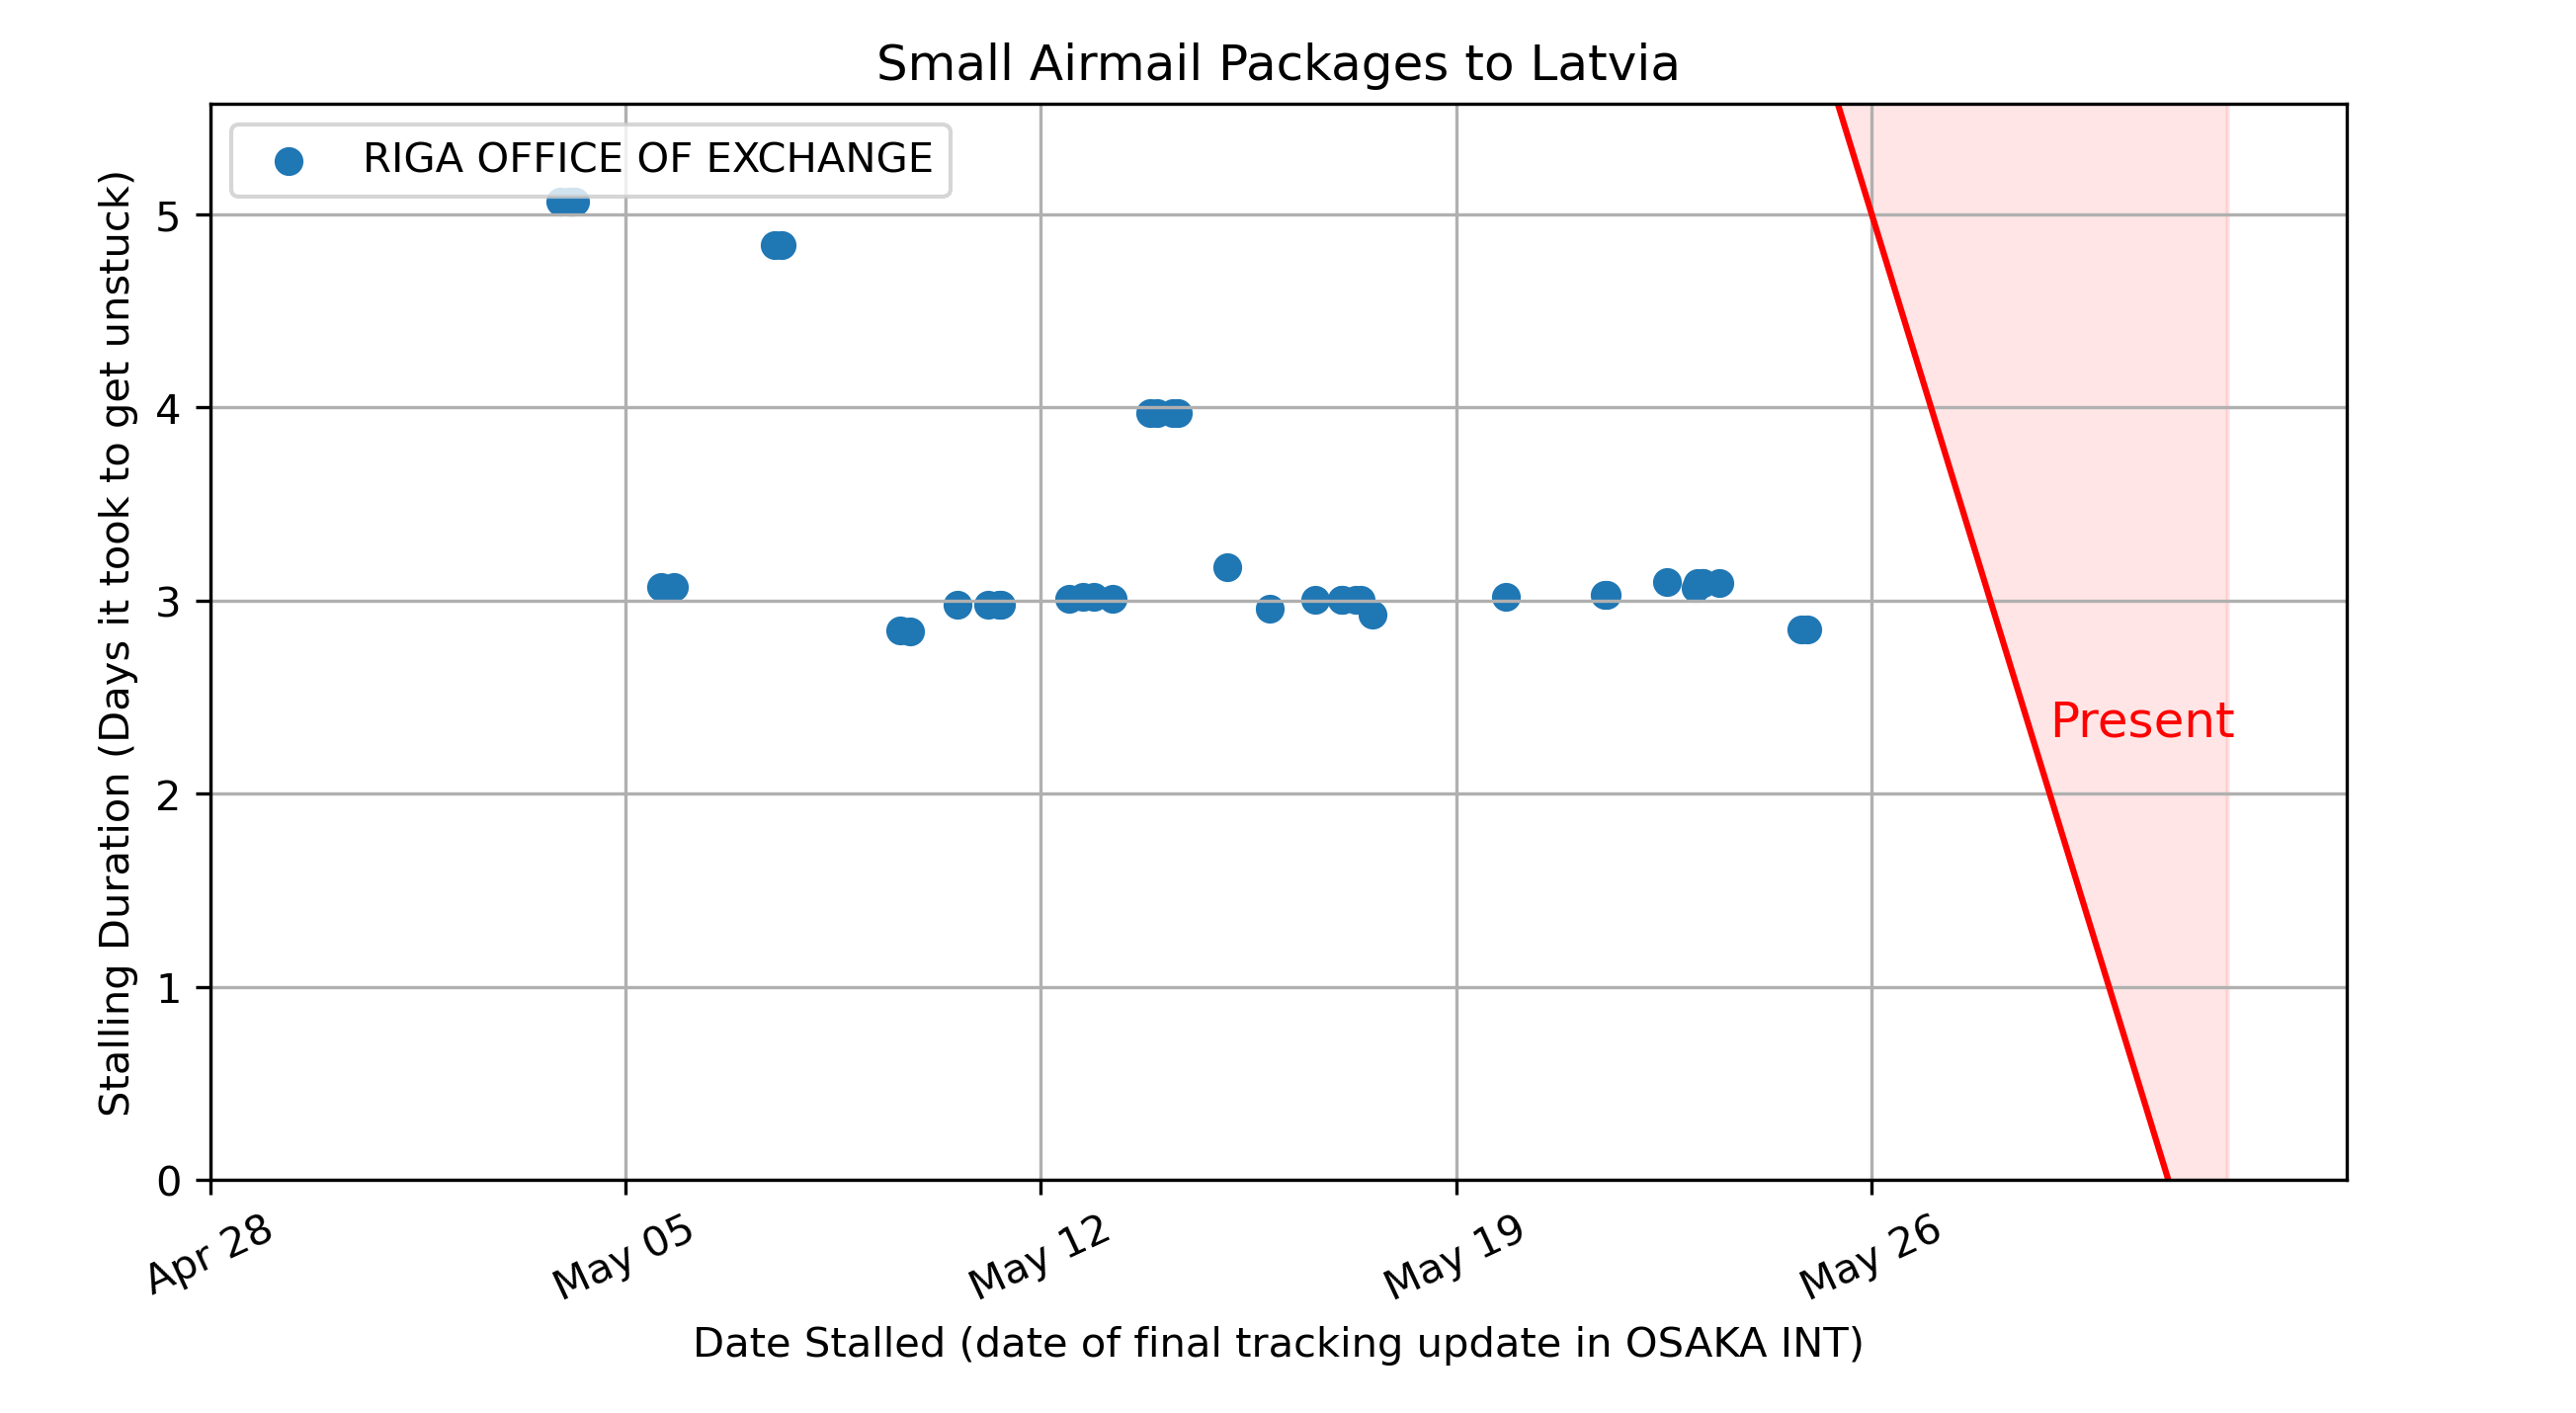 Small Airmail Packages to Latvia
RIGA OFFICE OF EXCHANGE
Stalling Duration (Days it took to get unstuck)
5
4
3
2
1
0
Present
Apr 28
May 05
May 12
May 19
May 26
Date Stalled (date of final tracking update in OSAKA INT)